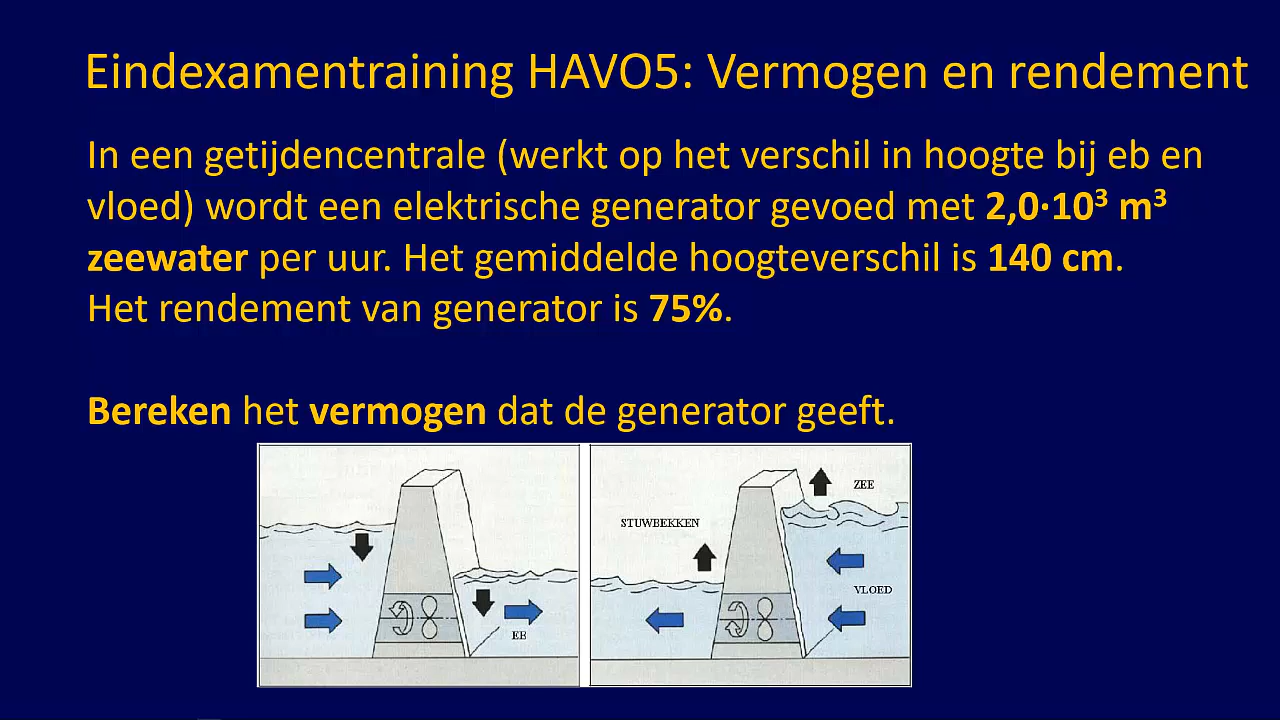 Eindexamentraining HAVO5: Vermogen en rendement
In een getijdencentrale (werkt op het verschil in hoogte bij eb en
vloed) wordt een elektrische generator gevoed met 2,0·10³ m³
zeewater per uur. Het gemiddelde hoogteverschil is 140 cm.
Het rendement van generator is 75%.
Bereken het vermogen dat de generator geeft.
ZEE
STUWBEKKEN
VLOED
EE